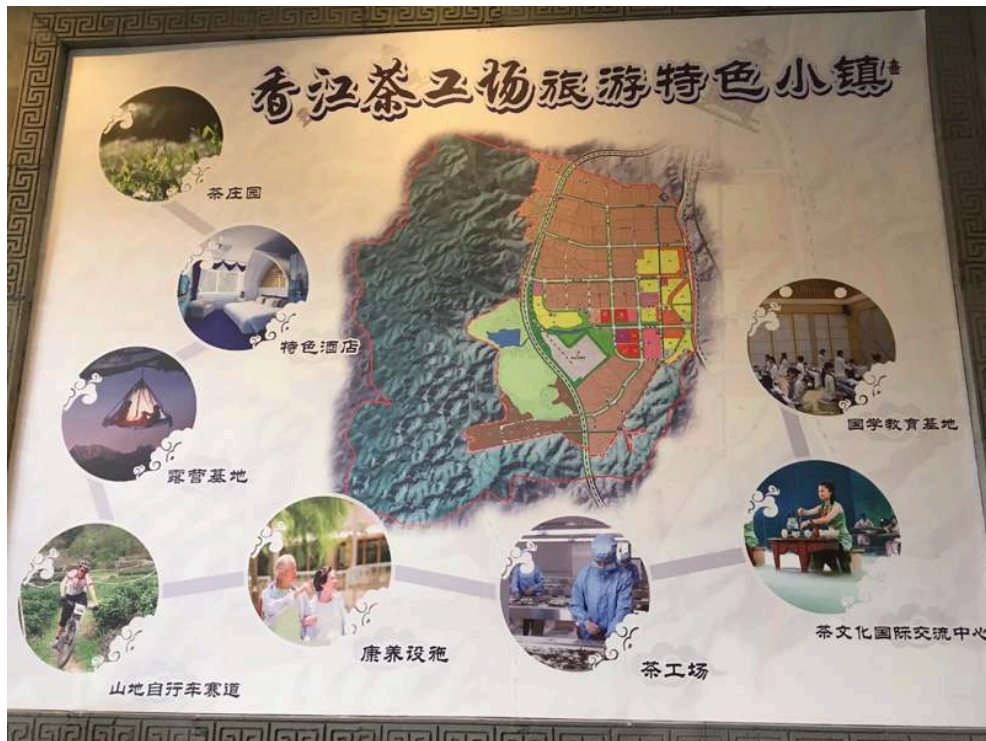 香江茶工场旅游特色小镇
茶庄园
特色酒店
露营基地
山地自行车赛道
康养设施
茶工场
茶文化国际交流中心
国学教育基地